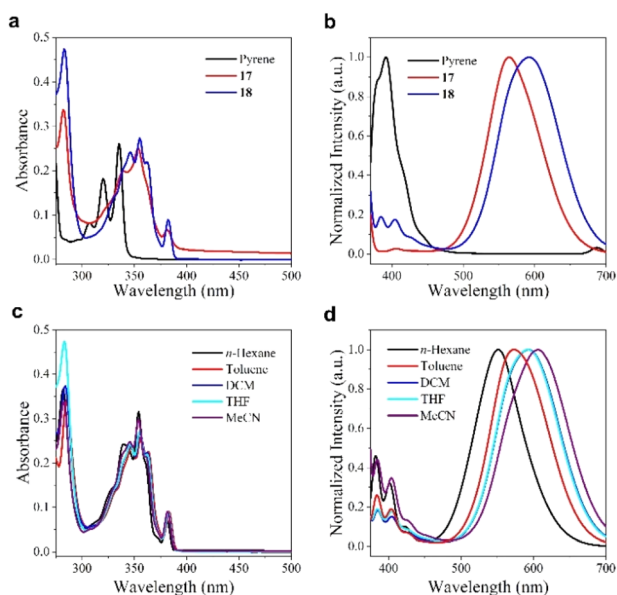 a
0.5
0.4
0.3
0.2
0.1
0.0
Absorbance
Pyrene
17
18
300 350 400 450 500
Wavelength (nm)
b
1.0
0.8
0.6
0.4
0.2
0.0
Normalized Intensity (a.u.)
Pyrene
17
18
400 500 600 700
Wavelength (nm)
c
0.5
0.4
0.3
0.2
0.1
0.0
Absorbance
n-Hexane
Toluene
DCM
THF
MeCN
300 350 400 450 500
Wavelength (nm)
d
1.0
0.8
0.6
0.4
0.2
0.0
Normalized Intensity (a.u.)
n-Hexane
Toluene
DCM
THF
MeCN
400 500 600 700
Wavelength (nm)